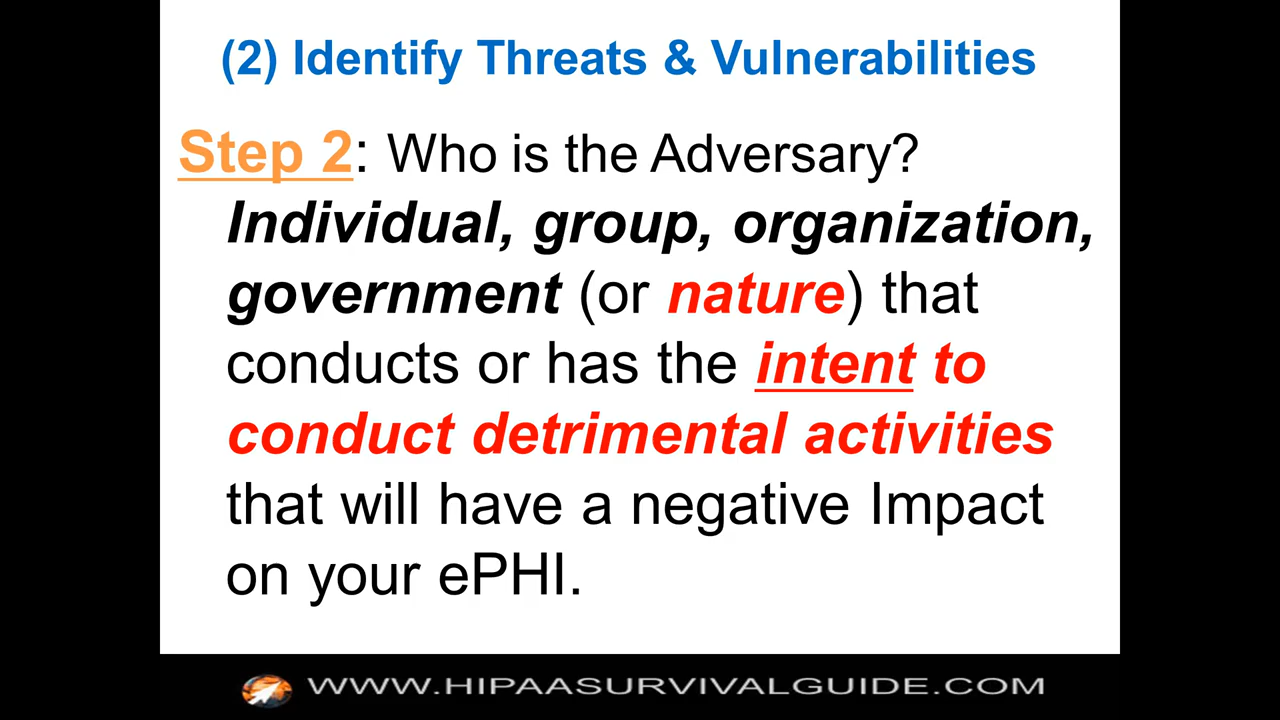 (2) Identify Threats & Vulnerabilities
Step 2: Who is the Adversary?
Individual, group, organization,
government (or nature) that
conducts or has the intent to
conduct detrimental activities
that will have a negative Impact
on your ePHI.
WWW.HIPAASURVIVALGUIDE.COM